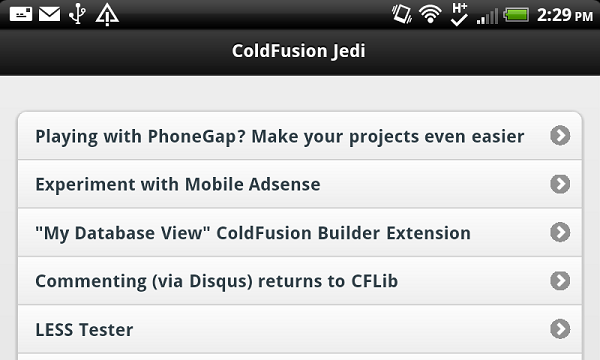 H+
2:29 PM
ColdFusion Jedi
Playing with PhoneGap? Make your projects even easier
Experiment with Mobile Adsense
"My Database View" ColdFusion Builder Extension
Commenting (via Disqus) returns to CFLib
LESS Tester